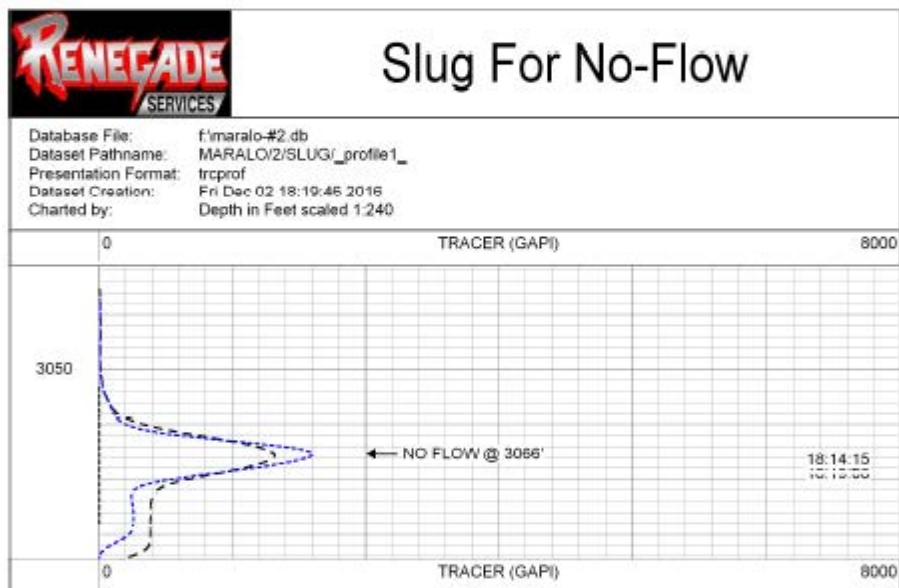 RENEGADE
SERVICES
Slug For No-Flow
Database File: f:\maralo-#2.db
Dataset Pathname: MARALO/2/SLUG/_profile1_
Presentation Format: trcprof
Dataset Creation: Fri Dec 02 18:19:46 2016
Charted by: Depth in Feet scaled 1:240
0 TRACER (GAPI) 8000
3050
NO FLOW @ 3066'
18:14:15
0 TRACER (GAPI) 8000